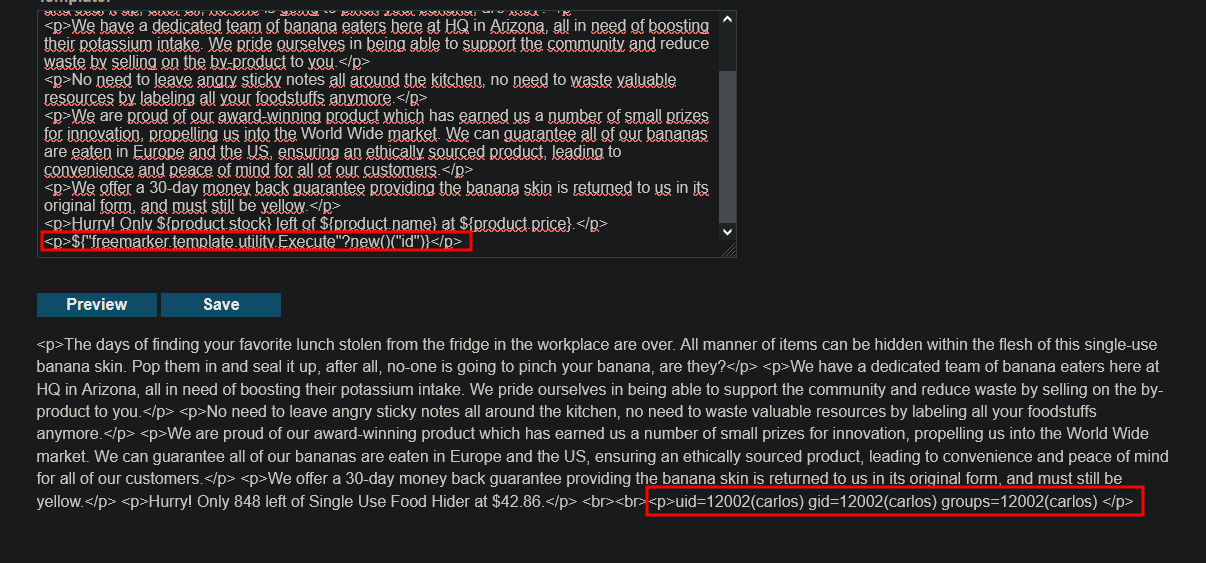 <p>We have a dedicated team of banana eaters here at HQ in Arizona, all in need of boosting
their potassium intake. We pride ourselves in being able to support the community and reduce
waste by selling on the by-product to you.</p>
<p>No need to leave angry sticky notes all around the kitchen, no need to waste valuable
resources by labeling all your foodstuffs anymore.</p>
<p>We are proud of our award-winning product which has earned us a number of small prizes
for innovation, propelling us into the World Wide market. We can guarantee all of our bananas
are eaten in Europe and the US, ensuring an ethically sourced product, leading to
convenience and peace of mind for all of our customers.</p>
<p>We offer a 30-day money back guarantee providing the banana skin is returned to us in its
original form, and must still be yellow.</p>
<p>Hurry! Only ${product.stock} left of ${product.name} at ${product.price}.</p>
<p>${"freemarker.template.utility.Execute"?new()("id")}</p>
Preview Save
<p>The days of finding your favorite lunch stolen from the fridge in the workplace are over. All manner of items can be hidden within the flesh of this single-use
banana skin. Pop them in and seal it up, after all, no-one is going to pinch your banana, are they?</p> <p>We have a dedicated team of banana eaters here at
HQ in Arizona, all in need of boosting their potassium intake. We pride ourselves in being able to support the community and reduce waste by selling on the by-
product to you.</p> <p>No need to leave angry sticky notes all around the kitchen, no need to waste valuable resources by labeling all your foodstuffs
anymore.</p> <p>We are proud of our award-winning product which has earned us a number of small prizes for innovation, propelling us into the World Wide
market. We can guarantee all of our bananas are eaten in Europe and the US, ensuring an ethically sourced product, leading to convenience and peace of mind
for all of our customers.</p> <p>We offer a 30-day money back guarantee providing the banana skin is returned to us in its original form, and must still be
yellow.</p> <p>Hurry! Only 848 left of Single Use Food Hider at $42.86.</p> <br><br><p>uid=12002(carlos) gid=12002(carlos) groups=12002(carlos) </p>